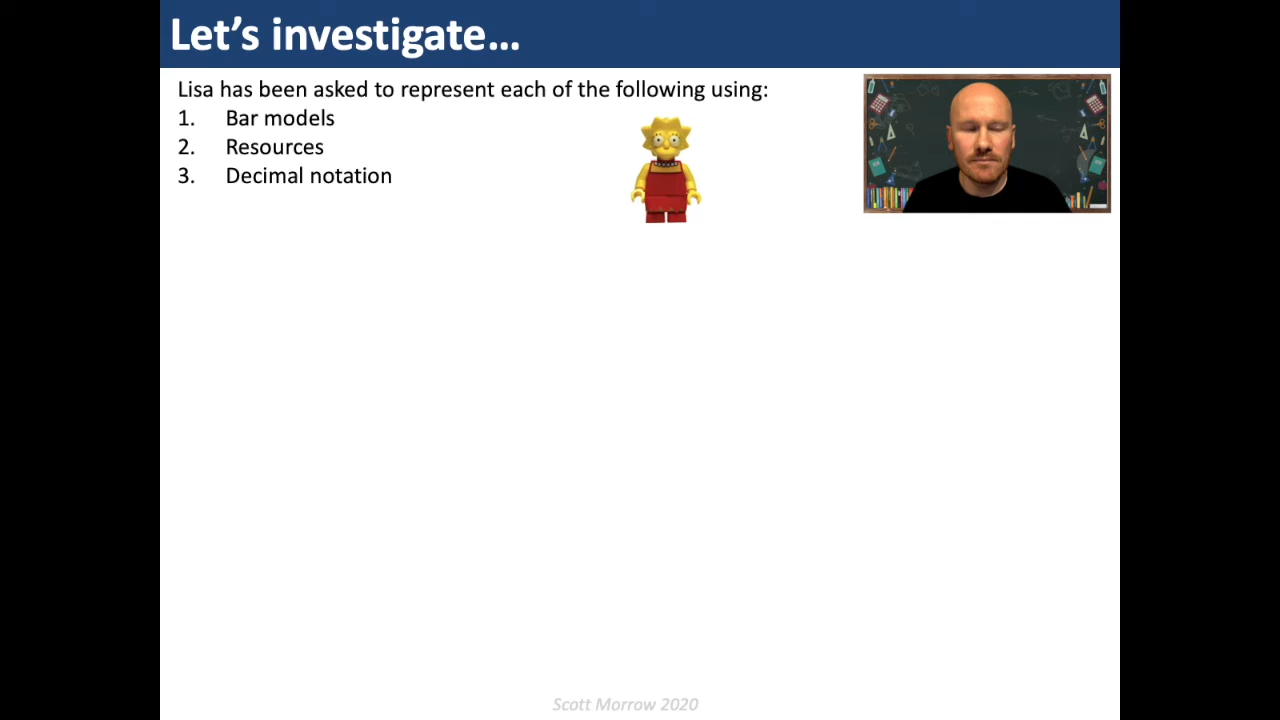 Let’s investigate…
Lisa has been asked to represent each of the following using:
1. Bar models
2. Resources
3. Decimal notation
Scott Morrow 2020